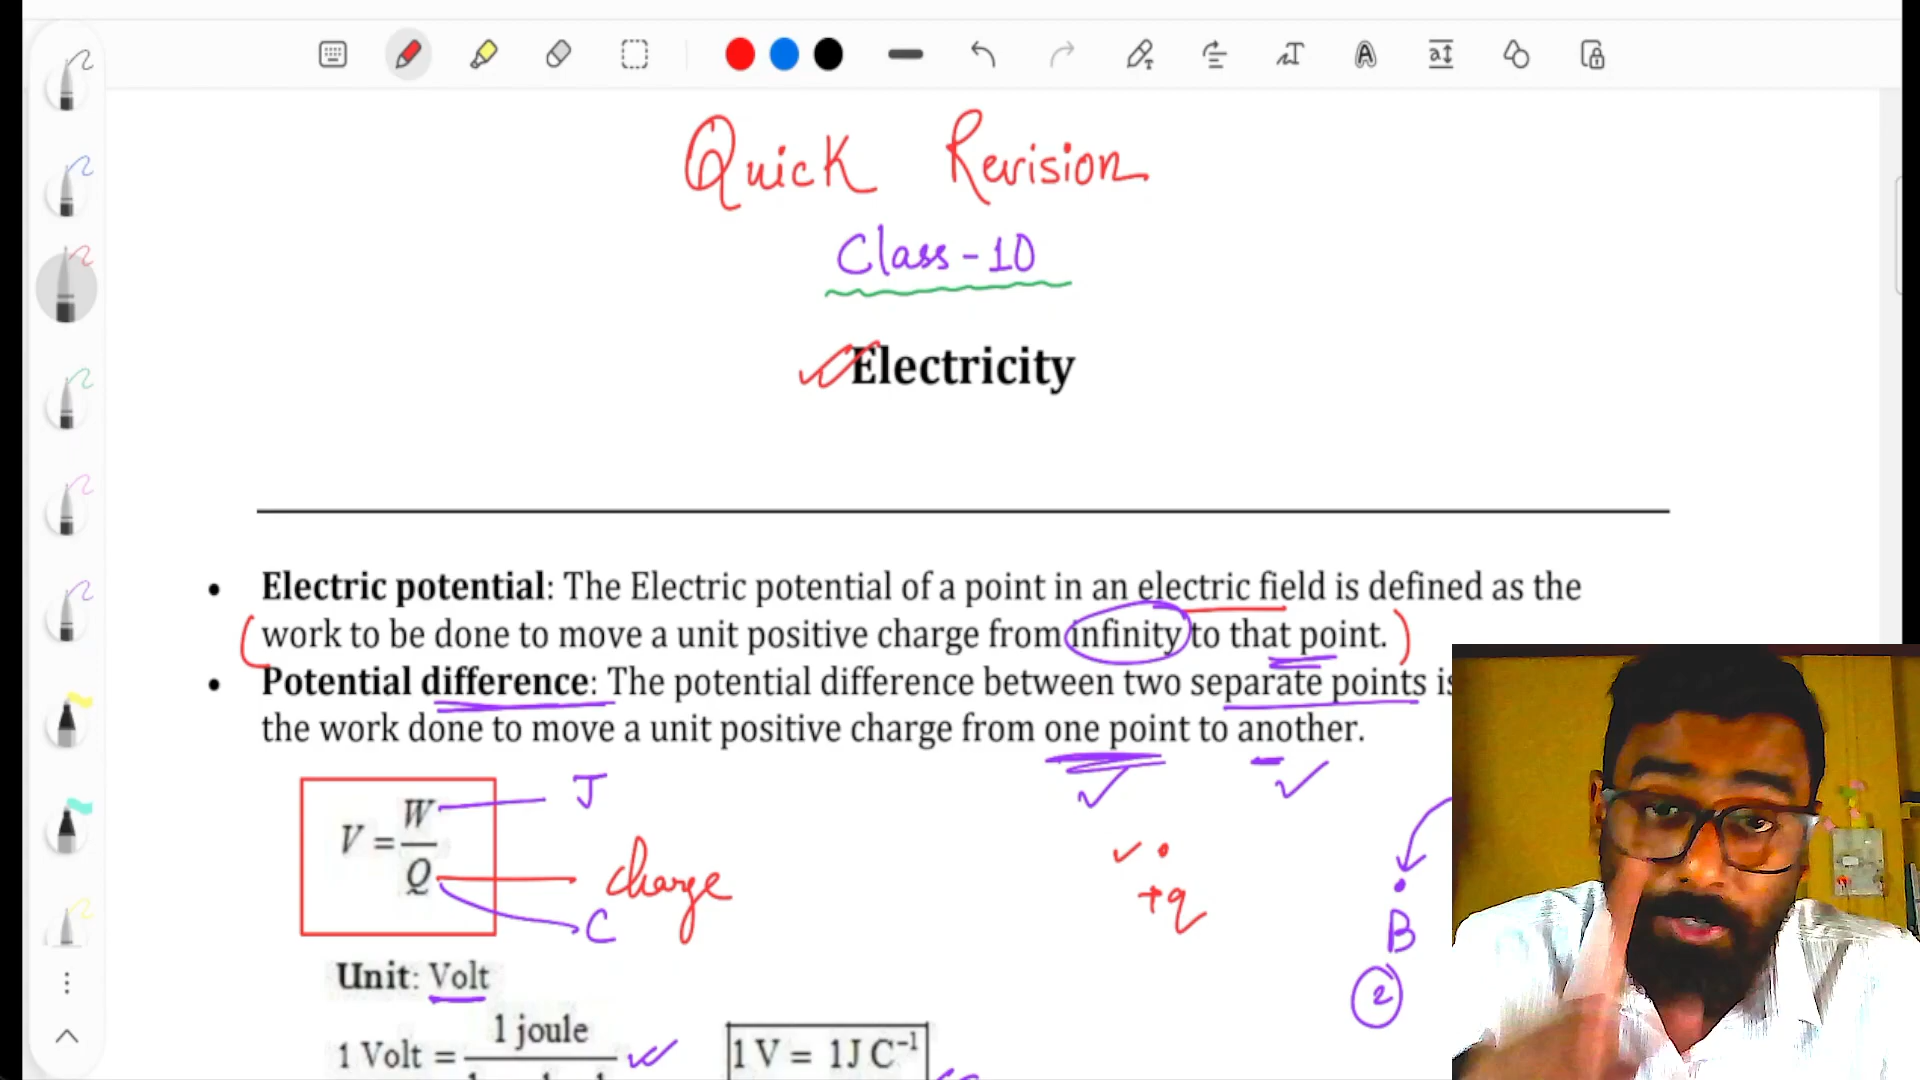 Quick Revision
Class-10
Electricity
• Electric potential: The Electric potential of a point in an electric field is defined as the
work to be done to move a unit positive charge from infinity to that point.
• Potential difference: The potential difference between two separate points is
the work done to move a unit positive charge from one point to another.
V = W/Q
J
charge
C
+q
B
2
Unit: Volt
1 Volt = 1 joule
1 V = 1J C⁻¹